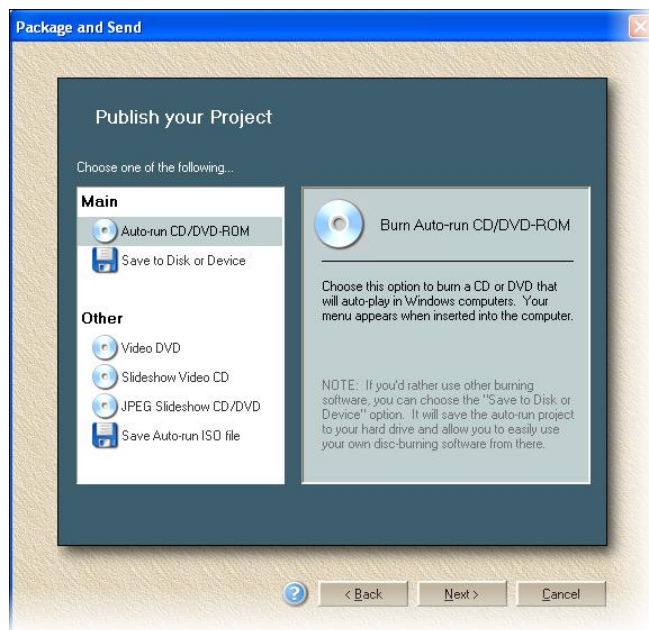 Package and Send
Publish your Project
Choose one of the following...
Main
Auto-run CD/DVD-ROM
Save to Disk or Device
Other
Video DVD
Slideshow Video CD
JPEG Slideshow CD/DVD
Save Auto-run ISO file
Burn Auto-run CD/DVD-ROM
Choose this option to burn a CD or DVD that
will auto-play in Windows computers. Your
menu appears when inserted into the computer.
NOTE: If you'd rather use other burning
software, you can choose the "Save to Disk or
Device" option. It will save the auto-run project
to your hard drive and allow you to easily use
your own disc-burning software from there.
? < Back Next > Cancel